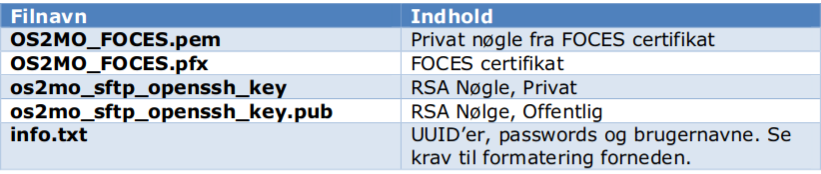 Filnavn Indhold
OS2MO_FOCES.pem Privat nøgle fra FOCES certifikat
OS2MO_FOCES.pfx FOCES certifikat
os2mo_sftp_openssh_key RSA Nøgle, Privat
os2mo_sftp_openssh_key.pub RSA Nølge, Offentlig
info.txt UUID’er, passwords og brugernavne. Se
krav til formatering forneden.